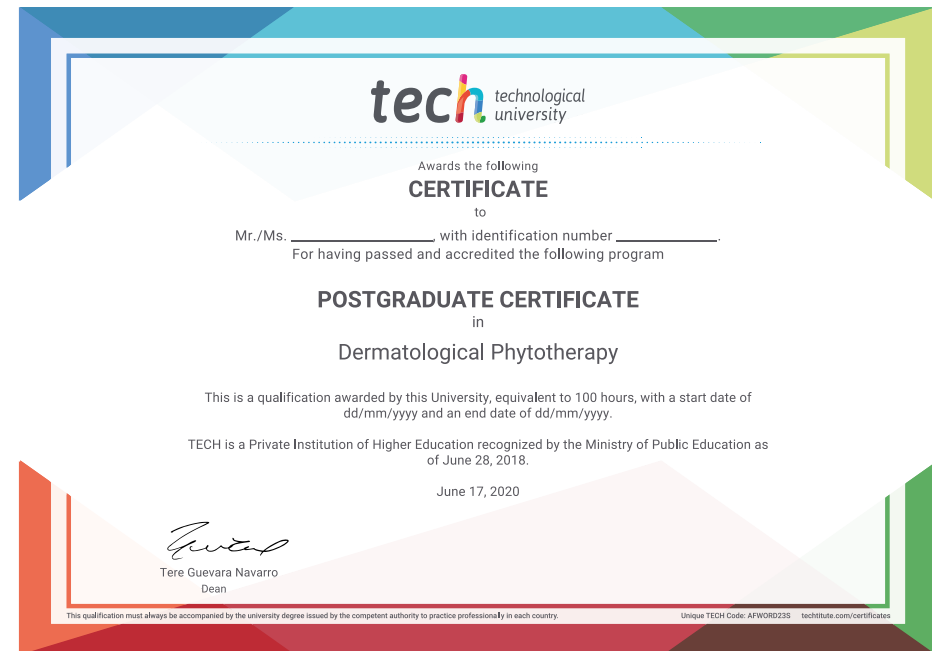 tech technological
university
Awards the following
CERTIFICATE
to
Mr./Ms. _________________, with identification number ____________.
For having passed and accredited the following program
POSTGRADUATE CERTIFICATE
in
Dermatological Phytotherapy
This is a qualification awarded by this University, equivalent to 100 hours, with a start date of
dd/mm/yyyy and an end date of dd/mm/yyyy.
TECH is a Private Institution of Higher Education recognized by the Ministry of Public Education as
of June 28, 2018.
June 17, 2020
Tere Guevara Navarro
Dean
This qualification must always be accompanied by the university degree issued by the competent authority to practice professionally in each country.
Unique TECH Code: AFWORD23S techtitute.com/certificates